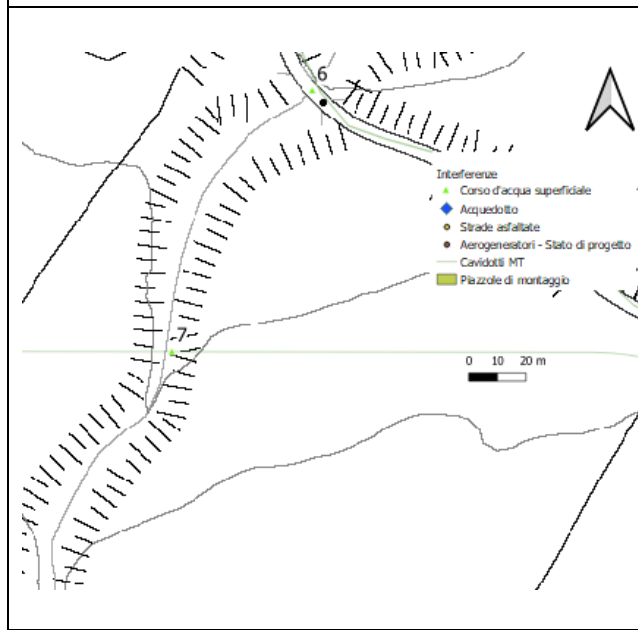 6
Interferenze
Corso d'acqua superficiale
Acquedotto
Strade asfaltate
Aerogeneratori - Stato di progetto
Cavidotti MT
Piazzole di montaggio
7
0 10 20 m